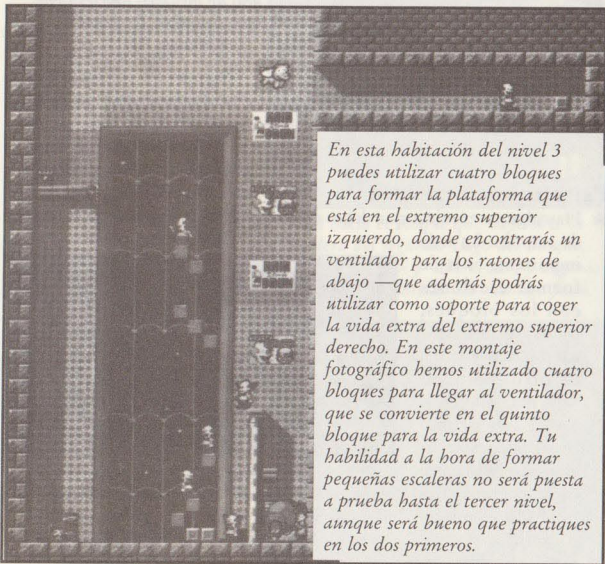 En esta habitación del nivel 3
puedes utilizar cuatro bloques
para formar la plataforma que
está en el extremo superior
izquierdo, donde encontrarás un
ventilador para los ratones de
abajo —que además podrás
utilizar como soporte para coger
la vida extra del extremo superior
derecho. En este montaje
fotográfico hemos utilizado cuatro
bloques para llegar al ventilador,
que se convierte en el quinto
bloque para la vida extra. Tu
habilidad a la hora de formar
pequeñas escaleras no será puesta
a prueba hasta el tercer nivel,
aunque será bueno que practiques
en los dos primeros.